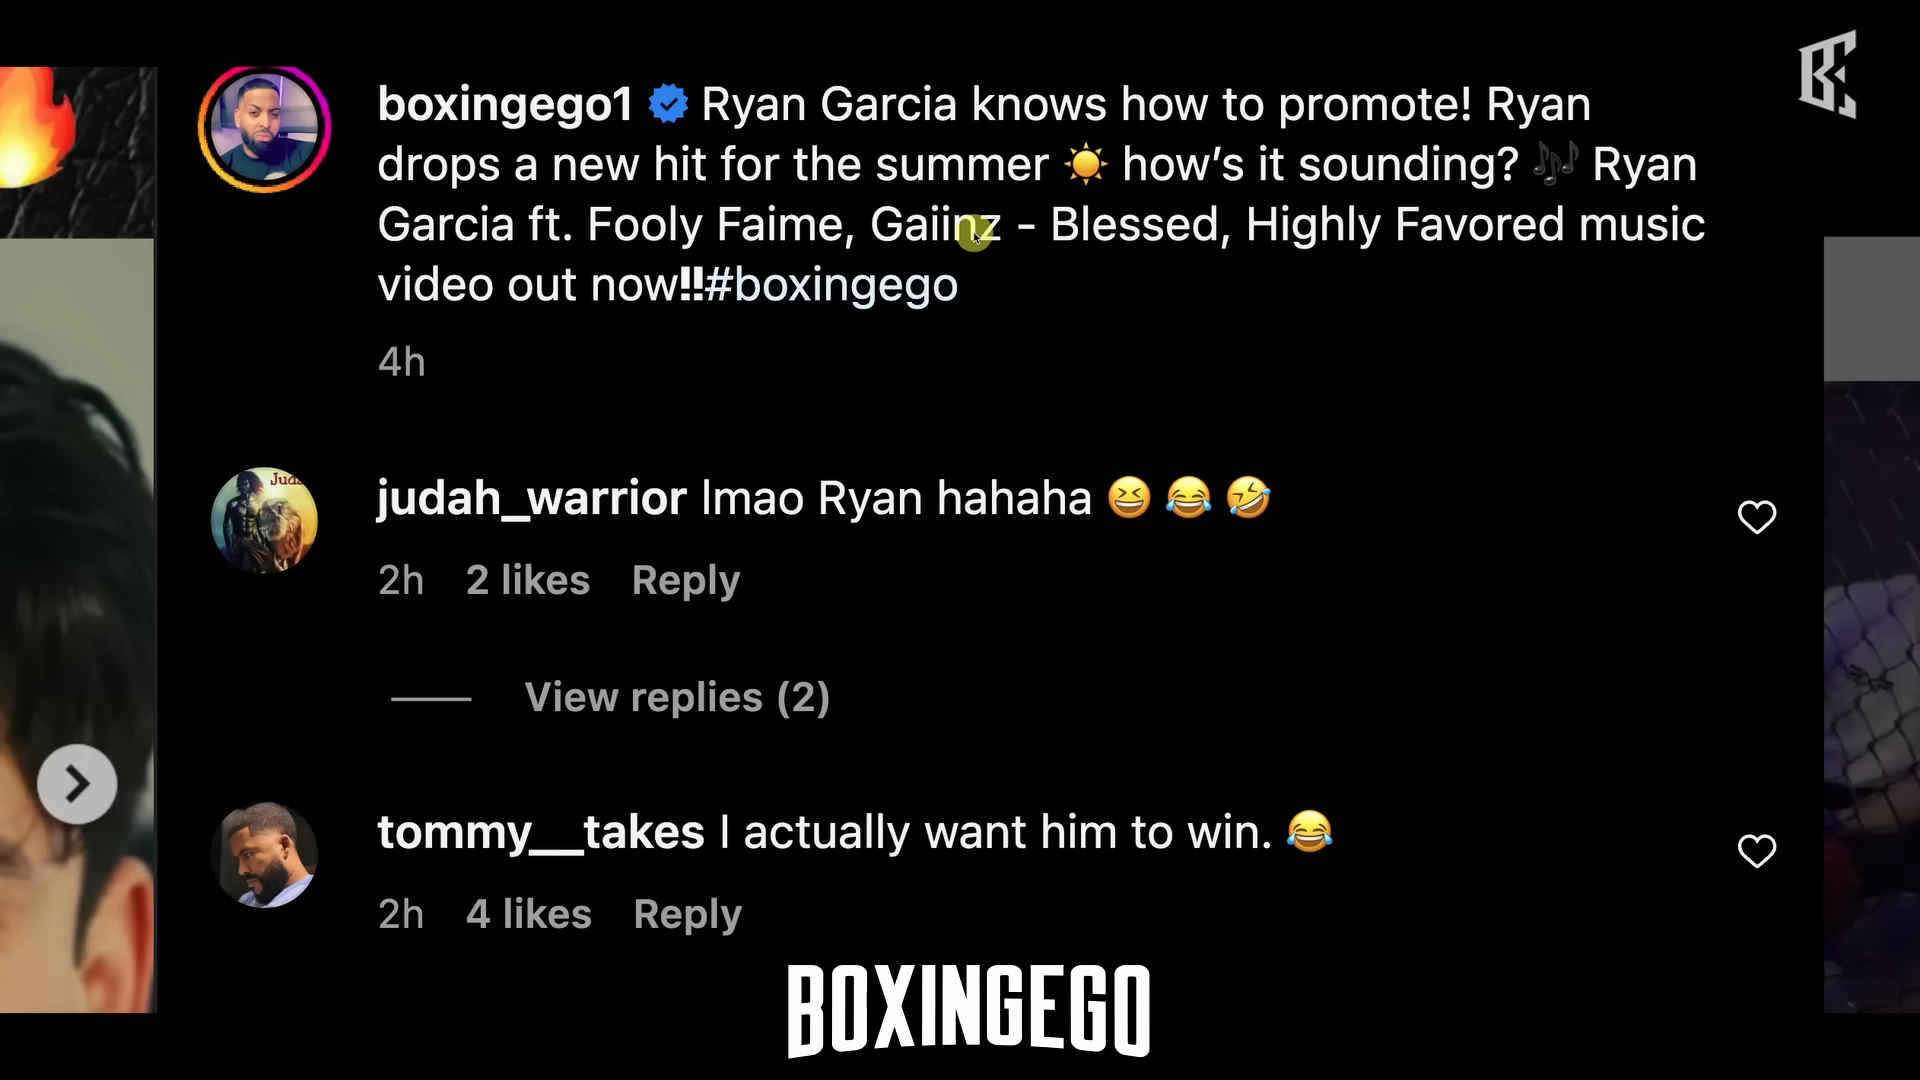 boxingego1 Ryan Garcia knows how to promote! Ryan
drops a new hit for the summer ☀️ how’s it sounding? 🎶 Ryan
Garcia ft. Fooly Faime, Gaiinz - Blessed, Highly Favored music
video out now‼️#boxingego
4h
judah_warrior lmao Ryan hahaha 😆 😂 🤣
2h 2 likes Reply
View replies (2)
tommy__takes I actually want him to win. 😂
2h 4 likes Reply
BOXINGEGO